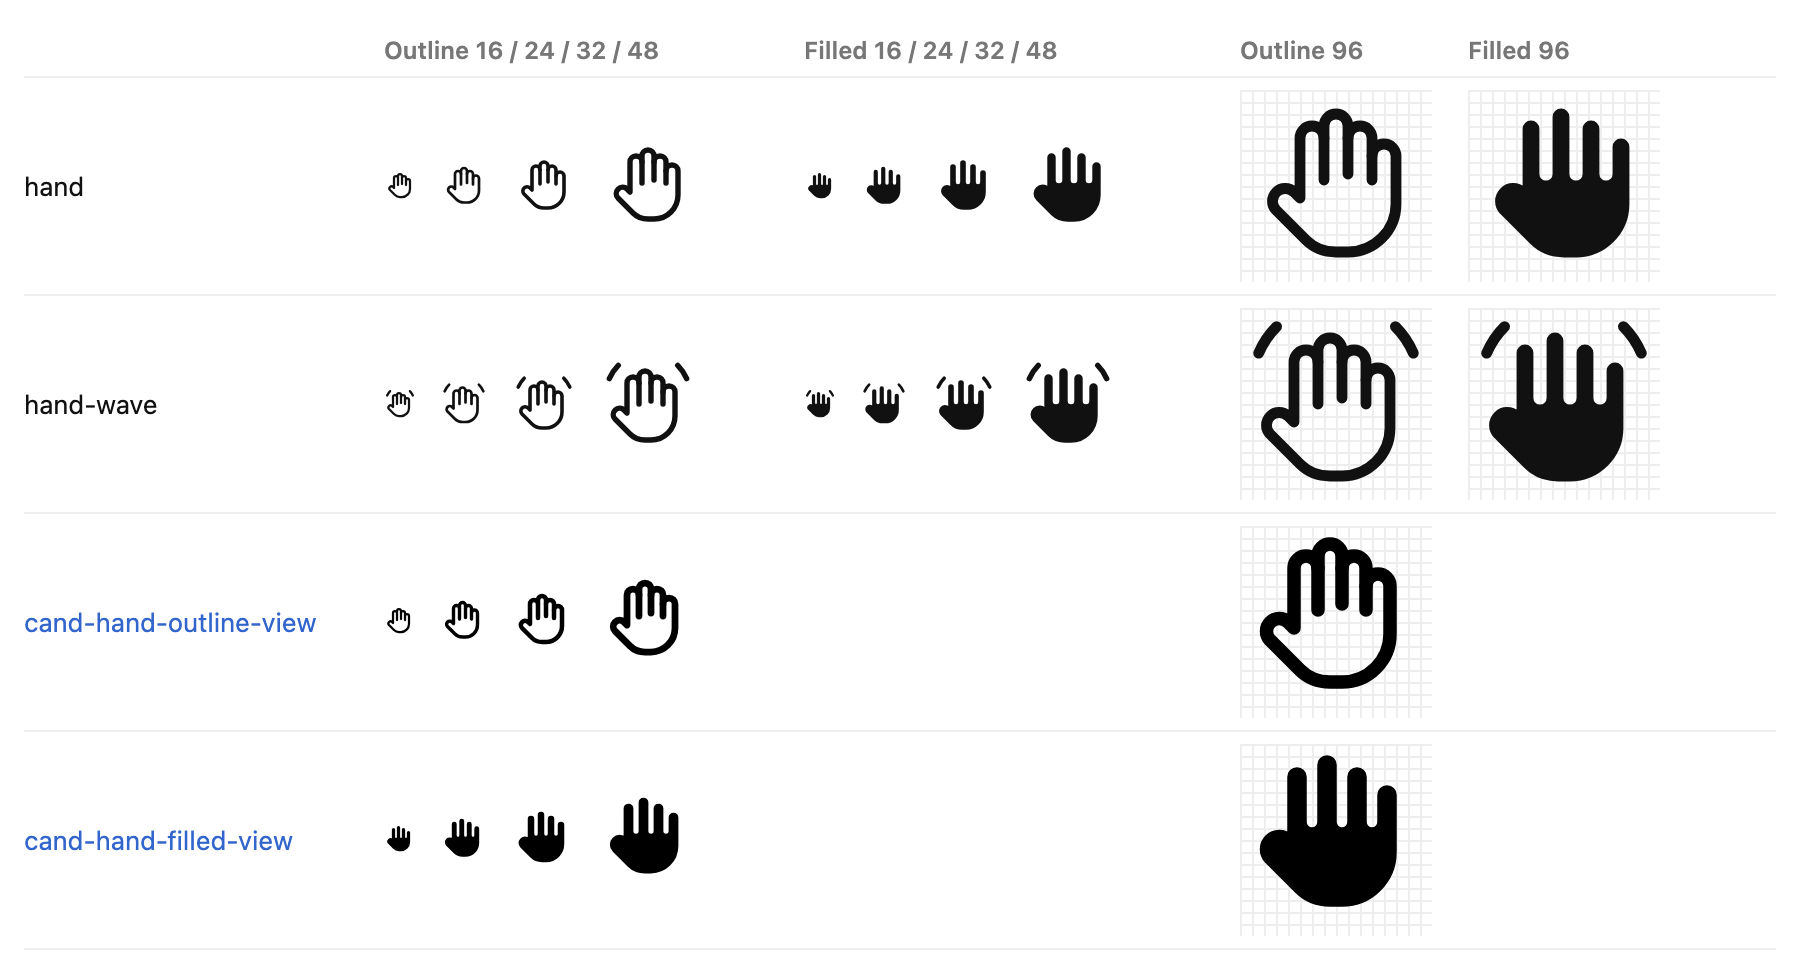 Outline 16 / 24 / 32 / 48 Filled 16 / 24 / 32 / 48 Outline 96 Filled 96
hand
hand-wave
cand-hand-outline-view
cand-hand-filled-view